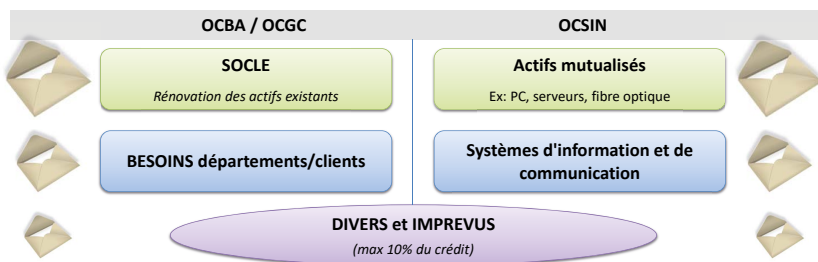 OCBA / OCGC
OCSIN
SOCLE
Rénovation des actifs existants
Actifs mutualisés
Ex: PC, serveurs, fibre optique
BESOINS départements/clients
Systèmes d'information et de
communication
DIVERS et IMPREVUS
(max 10% du crédit)